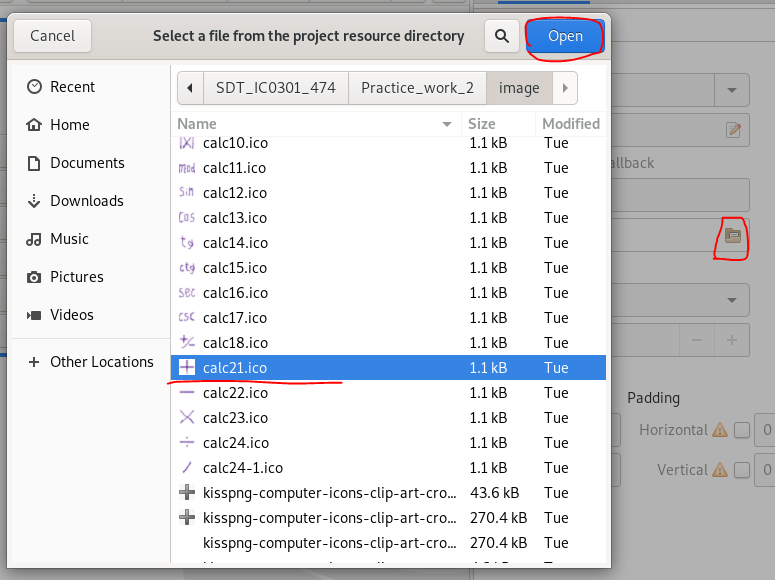 Cancel
Select a file from the project resource directory
Open
Recent
Home
Documents
Downloads
Music
Pictures
Videos
Other Locations
SDT_IC0301_474 Practice_work_2 image
Name Size Modified
calc10.ico 1.1 kB Tue
calc11.ico 1.1 kB Tue
calc12.ico 1.1 kB Tue
calc13.ico 1.1 kB Tue
calc14.ico 1.1 kB Tue
calc15.ico 1.1 kB Tue
calc16.ico 1.1 kB Tue
calc17.ico 1.1 kB Tue
calc18.ico 1.1 kB Tue
calc21.ico 1.1 kB Tue
calc22.ico 1.1 kB Tue
calc23.ico 1.1 kB Tue
calc24.ico 1.1 kB Tue
calc24-1.ico 1.1 kB Tue
kisspng-computer-icons-clip-art-cro... 43.6 kB Tue
kisspng-computer-icons-clip-art-cro... 270.4 kB Tue
kisspng-computer-icons-clip-art-cro... 270.4 kB Tue
allback
Padding
Horizontal 0
Vertical 0